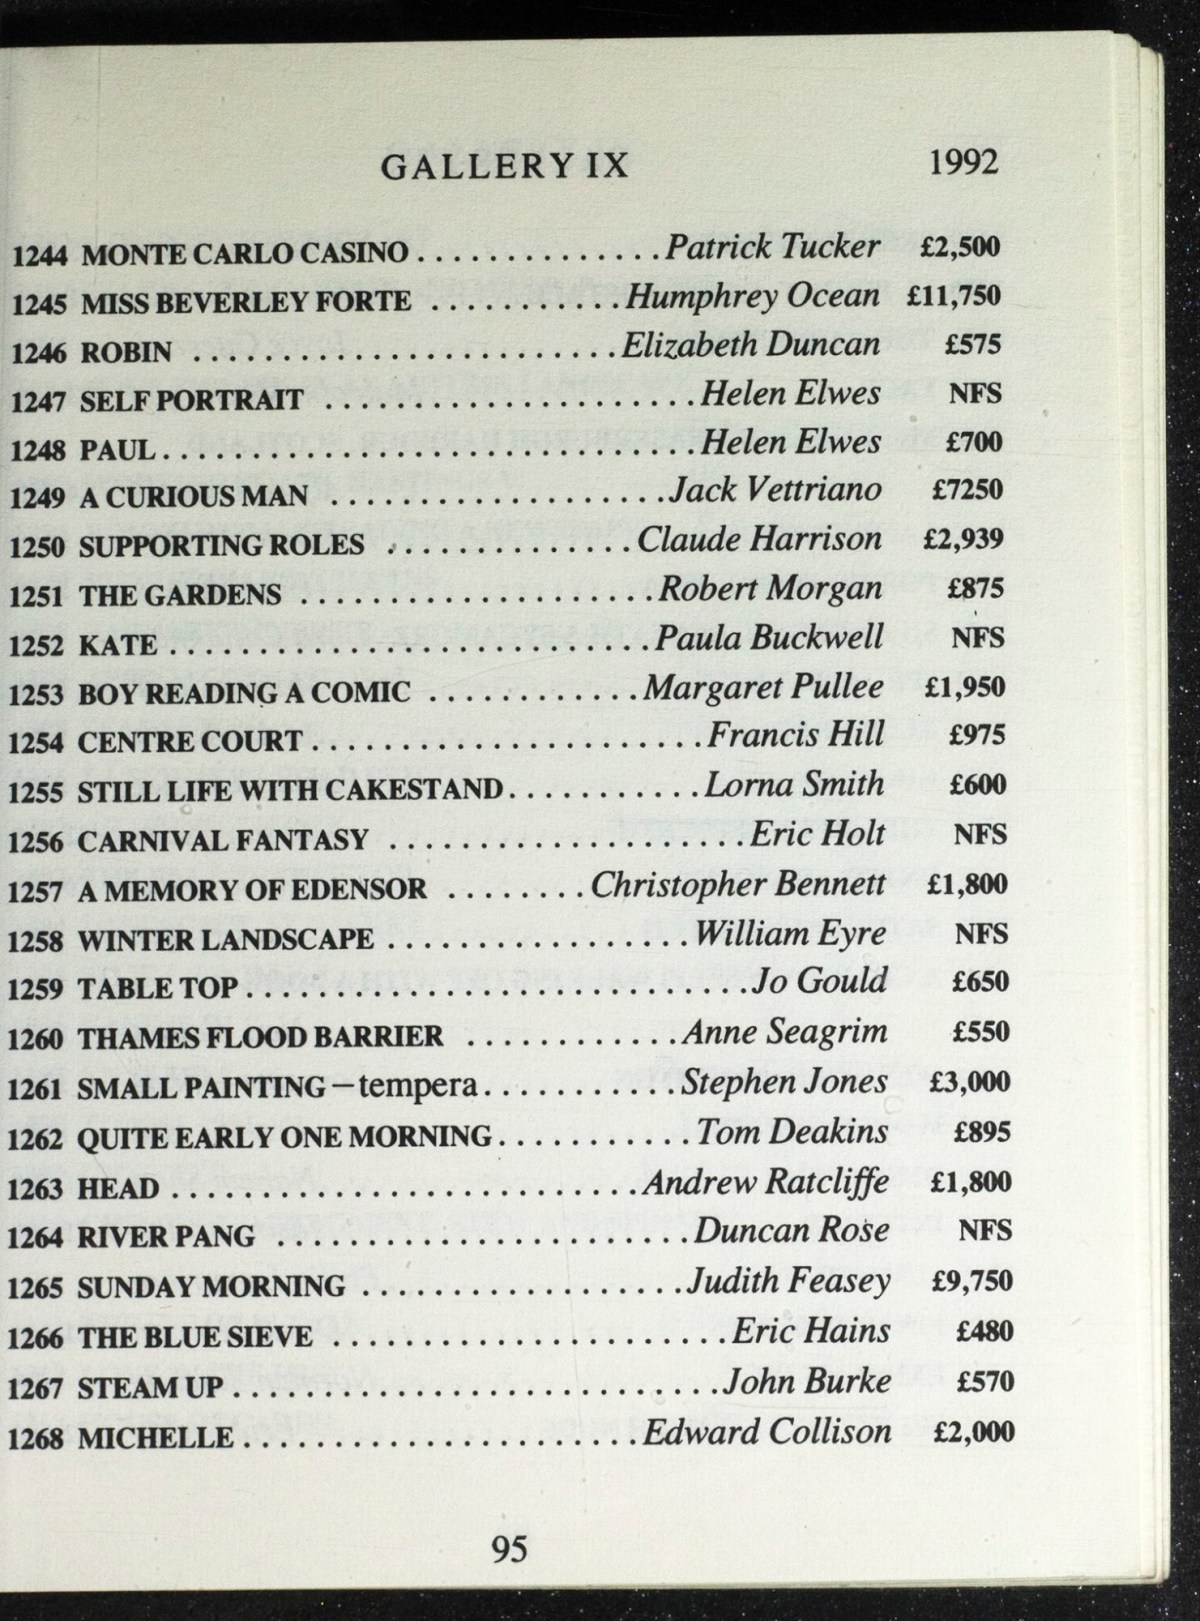 GALLERY IX 1992
1244 MONTE CARLO CASINO . . . . . . . . . . . . . . Patrick Tucker £2,500
1245 MISS BEVERLEY FORTE . . . . . . . . . . . Humphrey Ocean £11,750
1246 ROBIN . . . . . . . . . . . . . . . . . . . . . . . . Elizabeth Duncan £575
1247 SELF PORTRAIT . . . . . . . . . . . . . . . . . . . . . Helen Elwes NFS
1248 PAUL . . . . . . . . . . . . . . . . . . . . . . . . . . . . . . Helen Elwes £700
1249 A CURIOUS MAN . . . . . . . . . . . . . . . . . . . Jack Vettriano £7250
1250 SUPPORTING ROLES . . . . . . . . . . . . . . Claude Harrison £2,939
1251 THE GARDENS . . . . . . . . . . . . . . . . . . . . Robert Morgan £875
1252 KATE . . . . . . . . . . . . . . . . . . . . . . . . . . . Paula Buckwell NFS
1253 BOY READING A COMIC . . . . . . . . . . . . Margaret Pullee £1,950
1254 CENTRE COURT . . . . . . . . . . . . . . . . . . . . . . Francis Hill £975
1255 STILL LIFE WITH CAKESTAND . . . . . . . . . . . Lorna Smith £600
1256 CARNIVAL FANTASY . . . . . . . . . . . . . . . . . . . . Eric Holt NFS
1257 A MEMORY OF EDENSOR . . . . . . . . Christopher Bennett £1,800
1258 WINTER LANDSCAPE . . . . . . . . . . . . . . . . . William Eyre NFS
1259 TABLE TOP . . . . . . . . . . . . . . . . . . . . . . . . . . . . Jo Gould £650
1260 THAMES FLOOD BARRIER . . . . . . . . . . . . Anne Seagrim £550
1261 SMALL PAINTING – tempera . . . . . . . . . . . Stephen Jones £3,000
1262 QUITE EARLY ONE MORNING . . . . . . . . . . . Tom Deakins £895
1263 HEAD . . . . . . . . . . . . . . . . . . . . . . . . . . Andrew Ratcliffe £1,800
1264 RIVER PANG . . . . . . . . . . . . . . . . . . . . . . . Duncan Rose NFS
1265 SUNDAY MORNING . . . . . . . . . . . . . . . . . . Judith Feasey £9,750
1266 THE BLUE SIEVE . . . . . . . . . . . . . . . . . . . . . . Eric Hains £480
1267 STEAM UP . . . . . . . . . . . . . . . . . . . . . . . . . . . John Burke £570
1268 MICHELLE . . . . . . . . . . . . . . . . . . . . . . Edward Collison £2,000
95